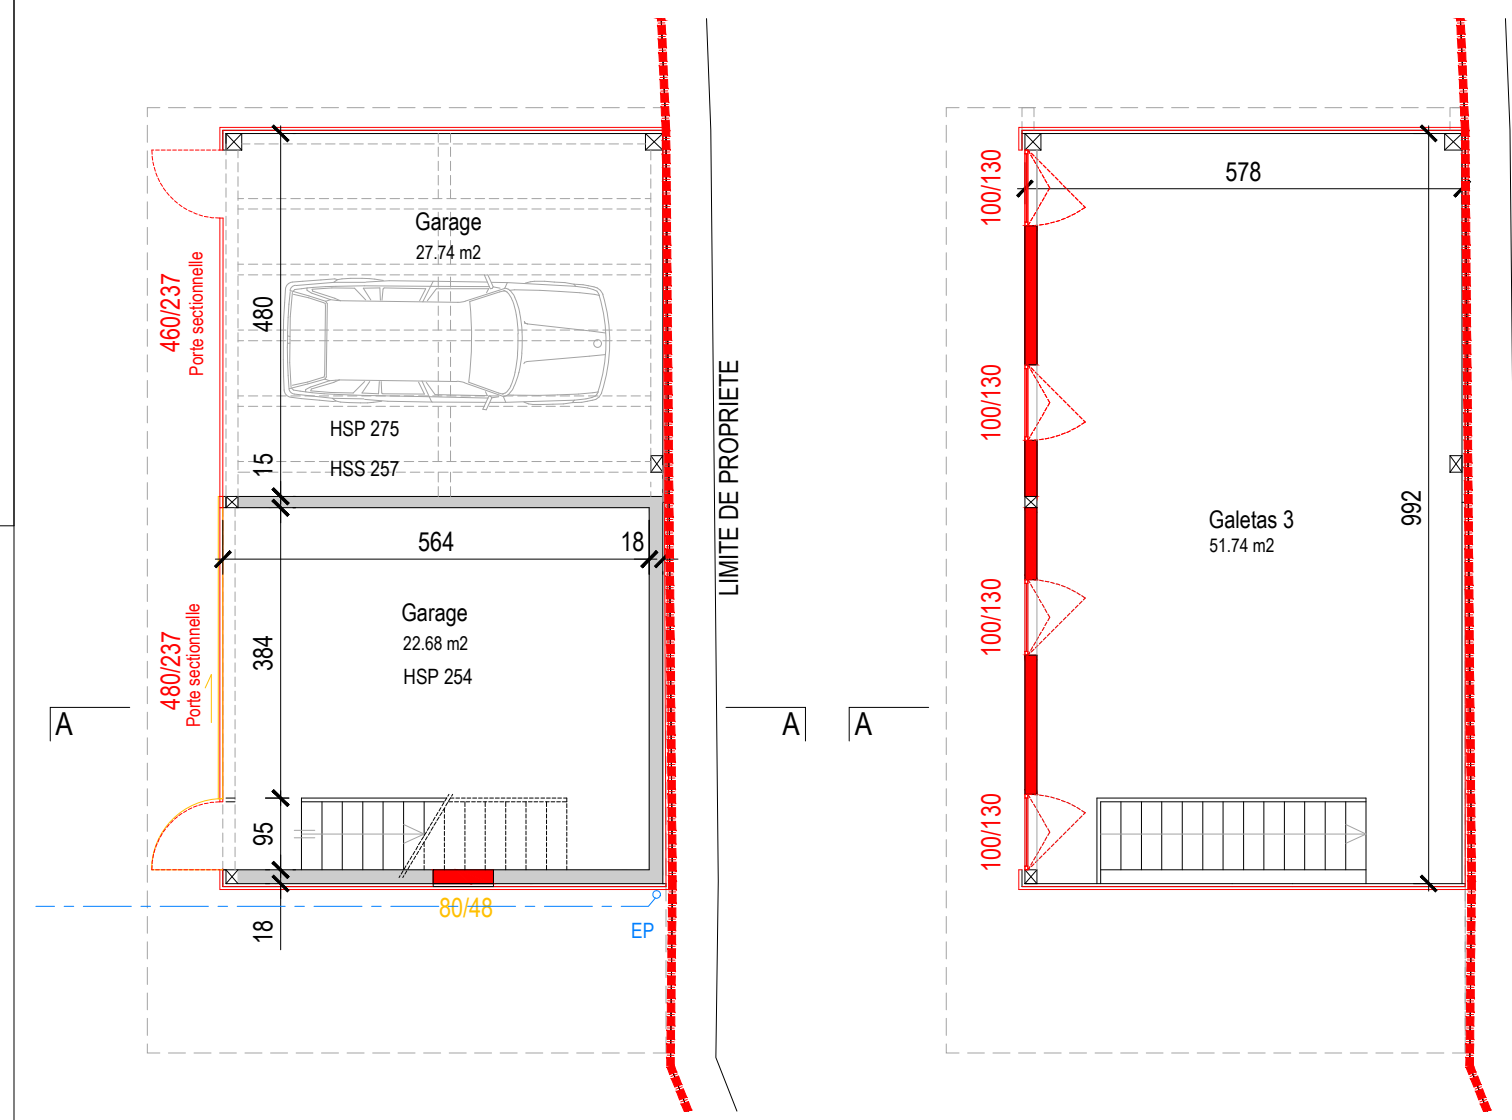 Garage
27.74 m2
460/237
Porte sectionnelle
480
HSP 275
HSS 257
15
564
18
Garage
22.68 m2
HSP 254
384
480/237
Porte sectionnelle
A
A
95
80/48
18
EP
LIMITE DE PROPRIETE
100/130
578
100/130
992
Galetas 3
51.74 m2
100/130
A
100/130